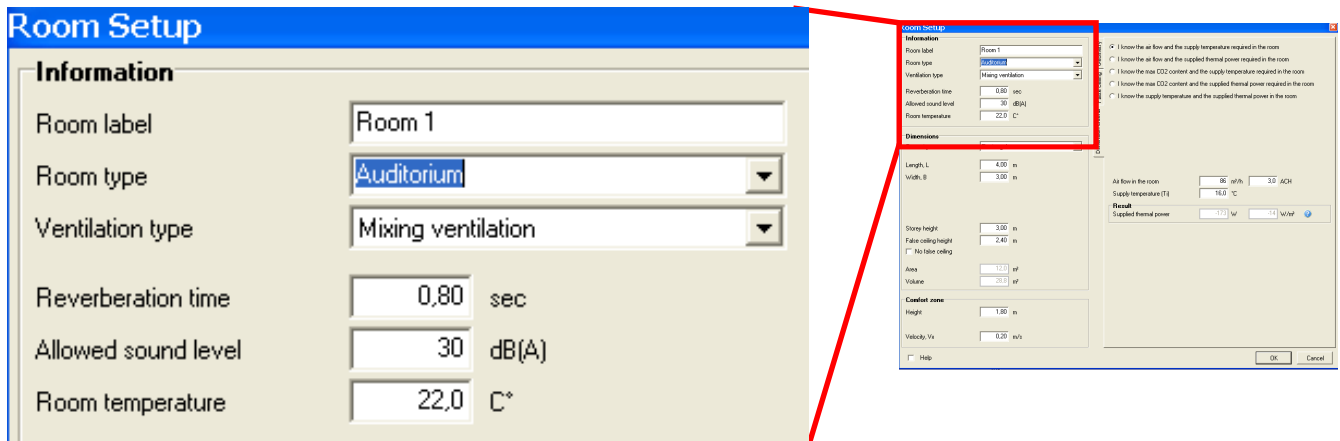 Room Setup
Information
Room label Room 1
Room type Auditorium
Ventilation type Mixing ventilation
Reverberation time 0,80 sec
Allowed sound level 30 dB(A)
Room temperature 22,0 C°
Room Setup
Information
Room label Room 1
Room type Auditorium
Ventilation type Mixing ventilation
Reverberation time 0,80 sec
Allowed sound level 30 dB(A)
Room temperature 22,0 C°
Dimensions
Length, L 4,00 m
Width, B 3,00 m
Storey height 3,00 m
False ceiling height 2,40 m
No false ceiling
Area 12,0 m²
Volume 28,8 m³
Comfort zone
Height 1,80 m
Velocity, Vx 0,20 m/s
Help
I know the air flow and the supply temperature required in the room
I know the air flow and the supplied thermal power required in the room
I know the max CO2 content and the supply temperature required in the room
I know the max CO2 content and the supplied thermal power required in the room
I know the supply temperature and the supplied thermal power in the room
Air flow in the room 86 m³/h 3,0 ACH
Supply temperature (Ti) 16,0 °C
Result
Supplied thermal power -173 W -14 W/m²
OK Cancel